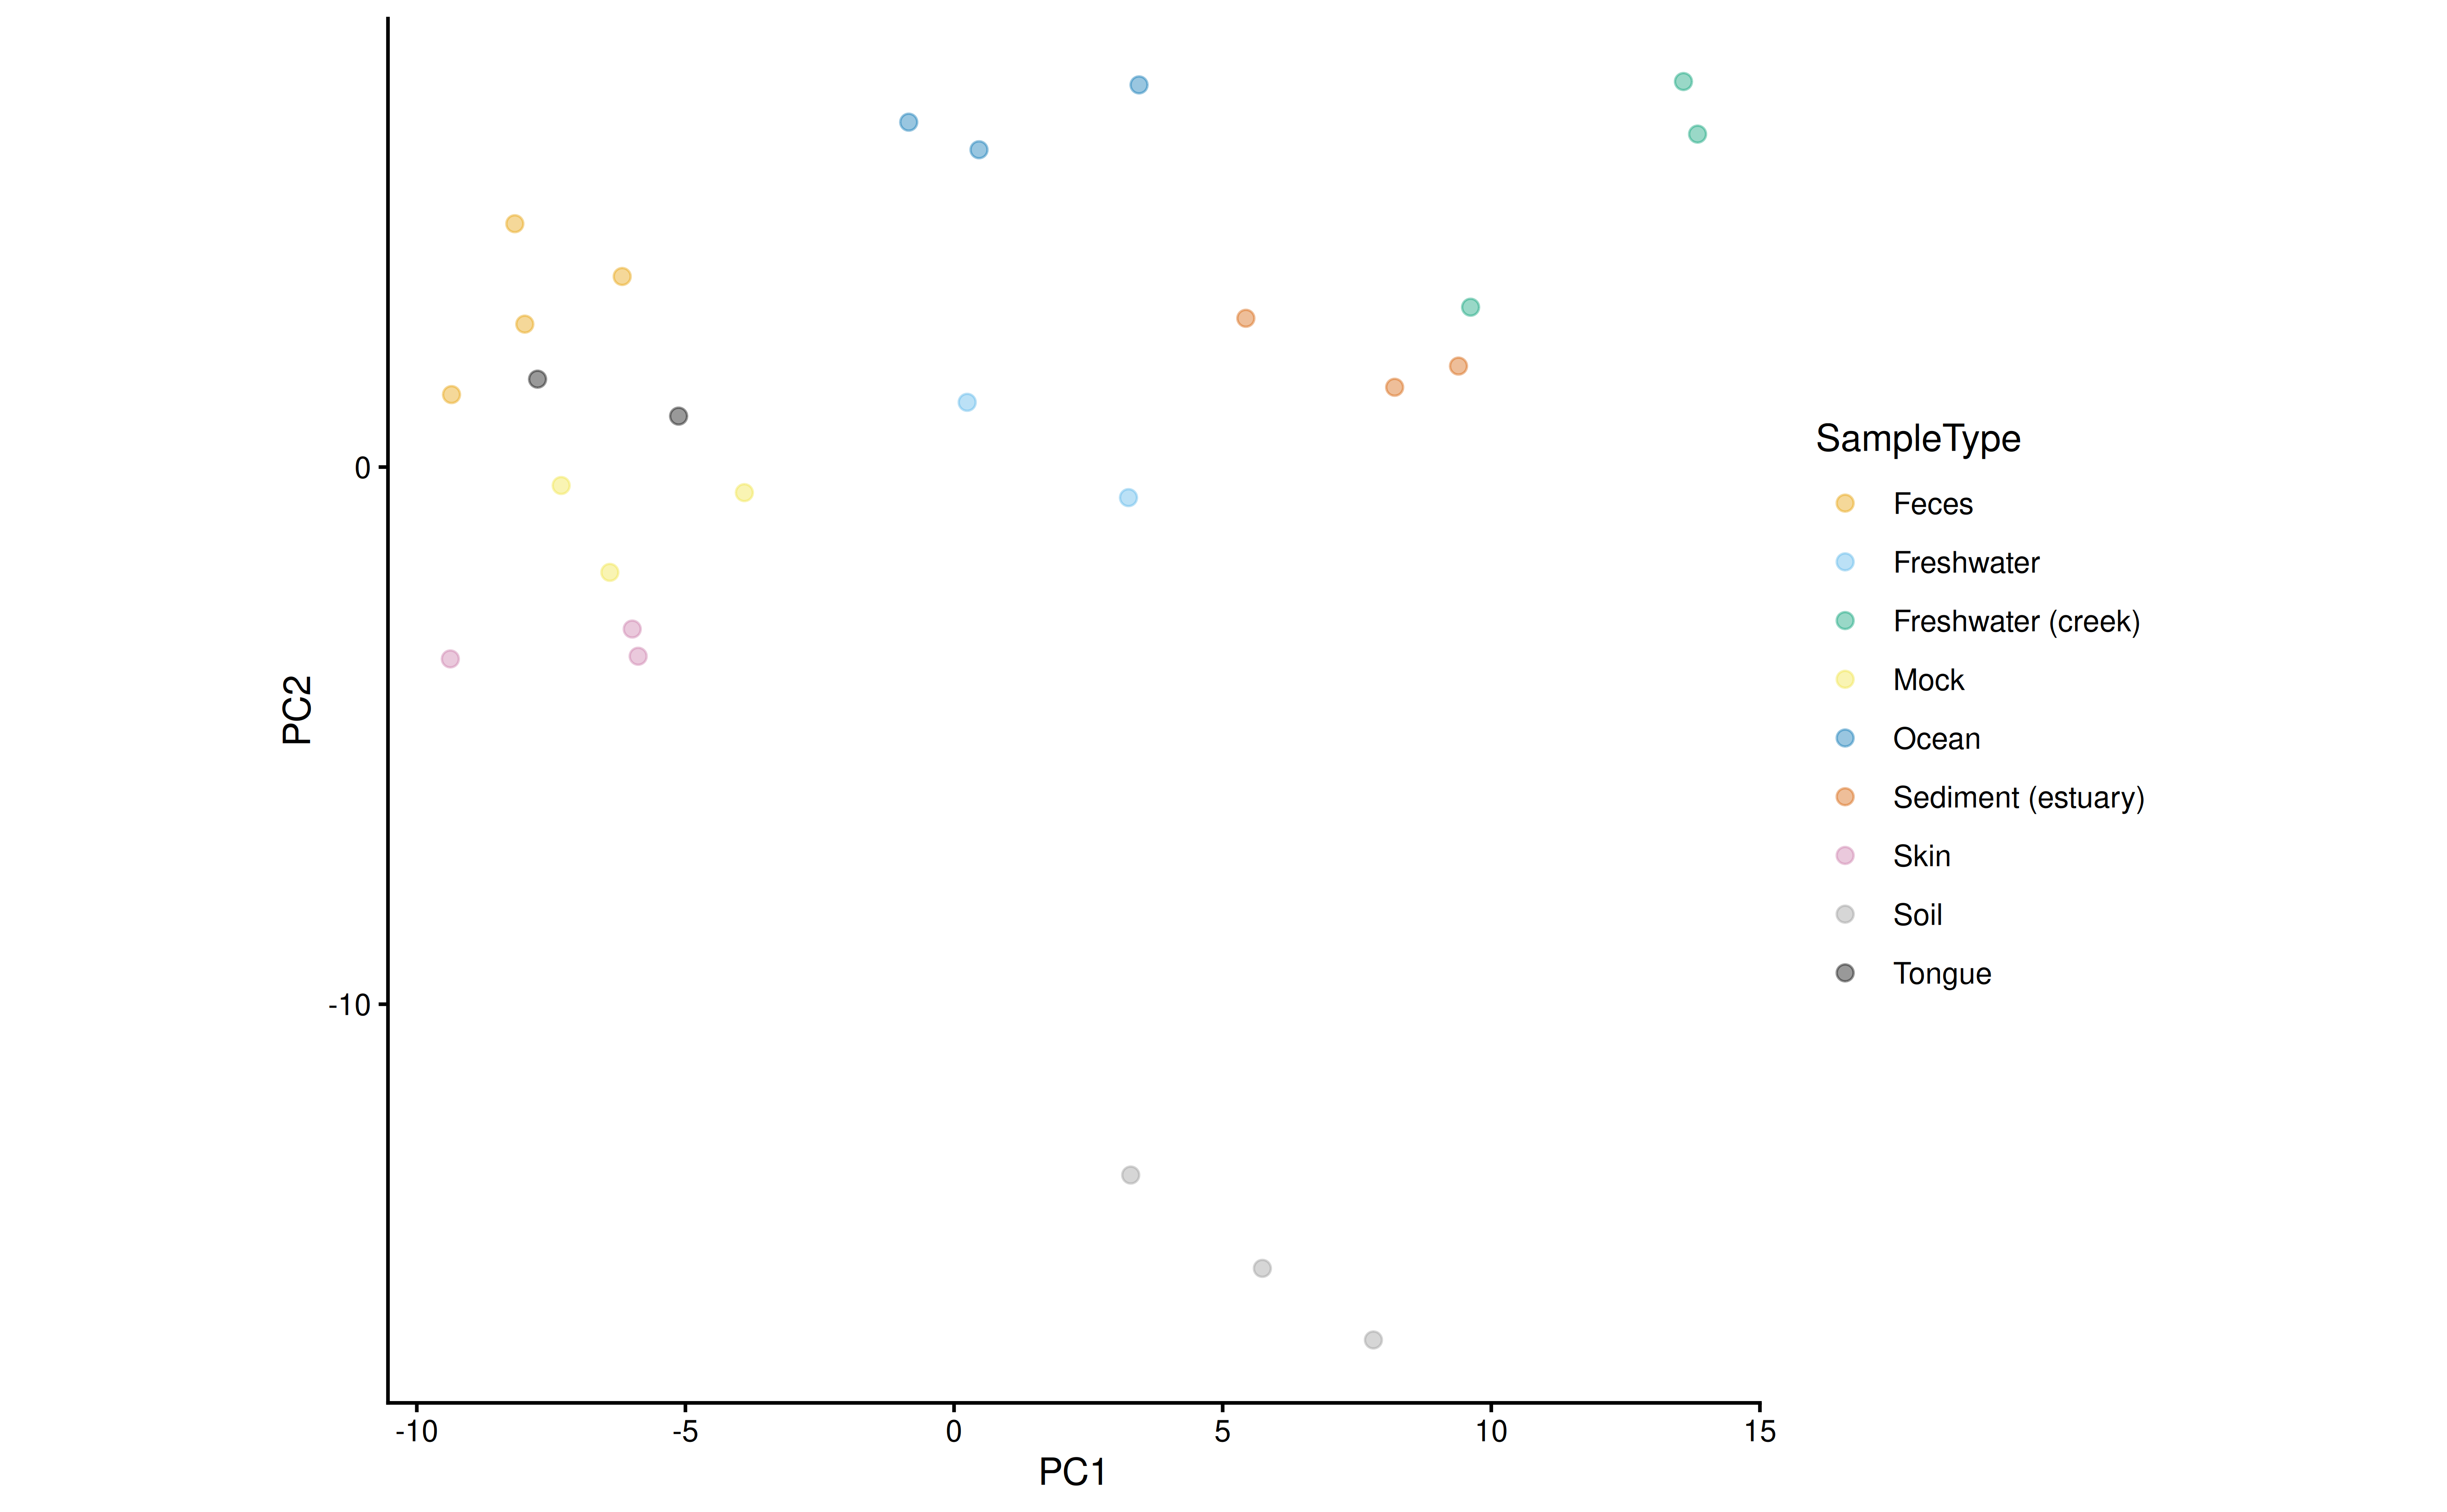 0
-10
PC2
-10
-5
0
5
10
15
PC1
SampleType
Feces
Freshwater
Freshwater (creek)
Mock
Ocean
Sediment (estuary)
Skin
Soil
Tongue